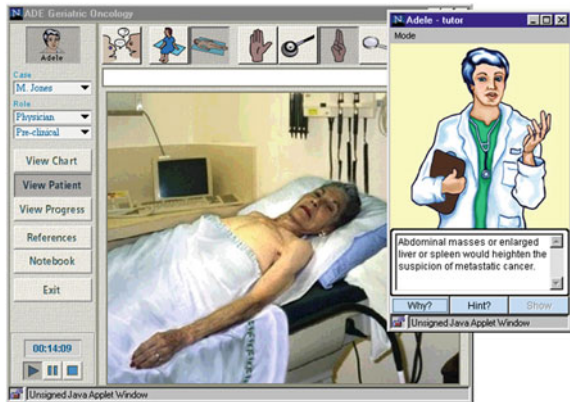 ADE Geriatric Oncology
Adele
Case
M. Jones
Role
Physician
Pre-clinical
View Chart
View Patient
View Progress
References
Notebook
Exit
00:14:09
Unsigned Java Applet Window
Adele - tutor
Mode
Abdominal masses or enlarged
liver or spleen would heighten the
suspicion of metastatic cancer.
Why? Hint? Show
Unsigned Java Applet Window